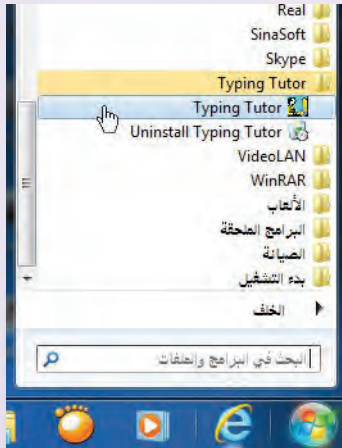 Real
SinaSoft
Skype
Typing Tutor
Typing Tutor
Uninstall Typing Tutor
VideoLAN
WinRAR
الألعاب
البرامج الملحقة
الصيانة
بدء التشغيل
الخلف
البحث في البرامج والملفات